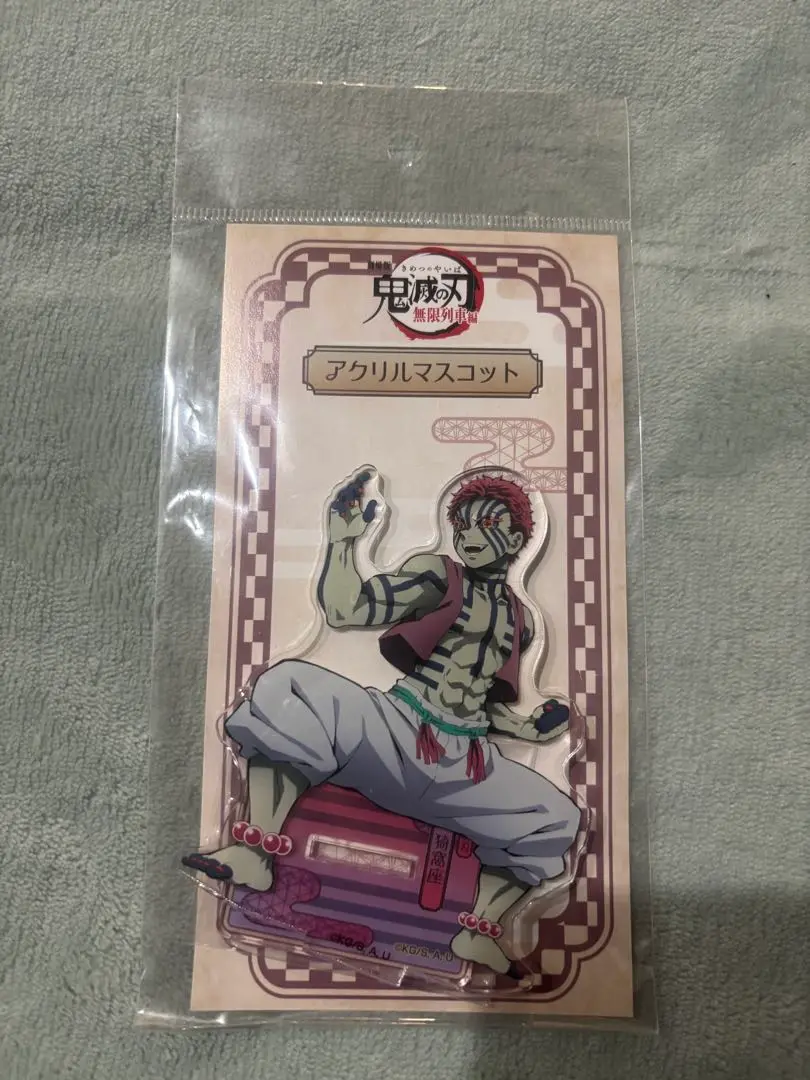 劇場版
きめつのやいば
鬼滅の刃
無限列車編
アクリルマスコット
猗窩座
©KG/S, A, U
©KG/S, A, U